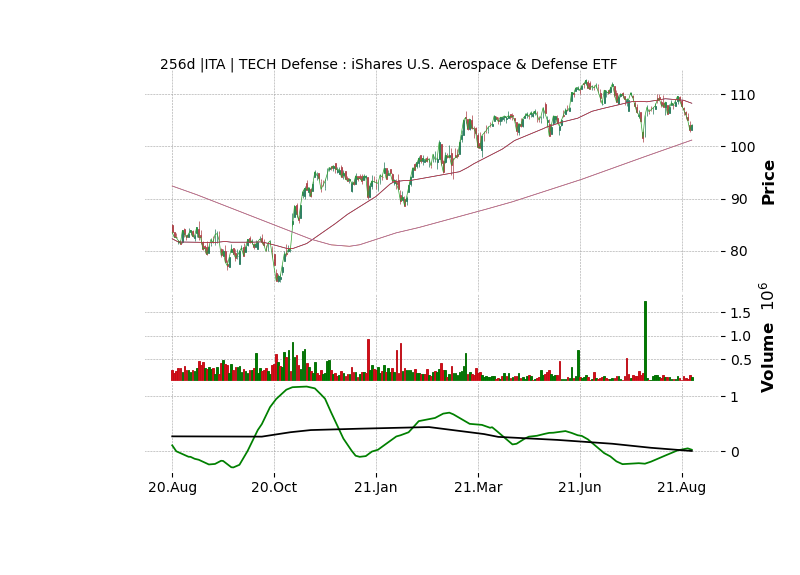 256d |ITA | TECH Defense : iShares U.S. Aerospace & Defense ETF
110
100
90
80
Price
1.5
1.0
0.5
Volume 10^6
1
0
20.Aug 20.Oct 21.Jan 21.Mar 21.Jun 21.Aug